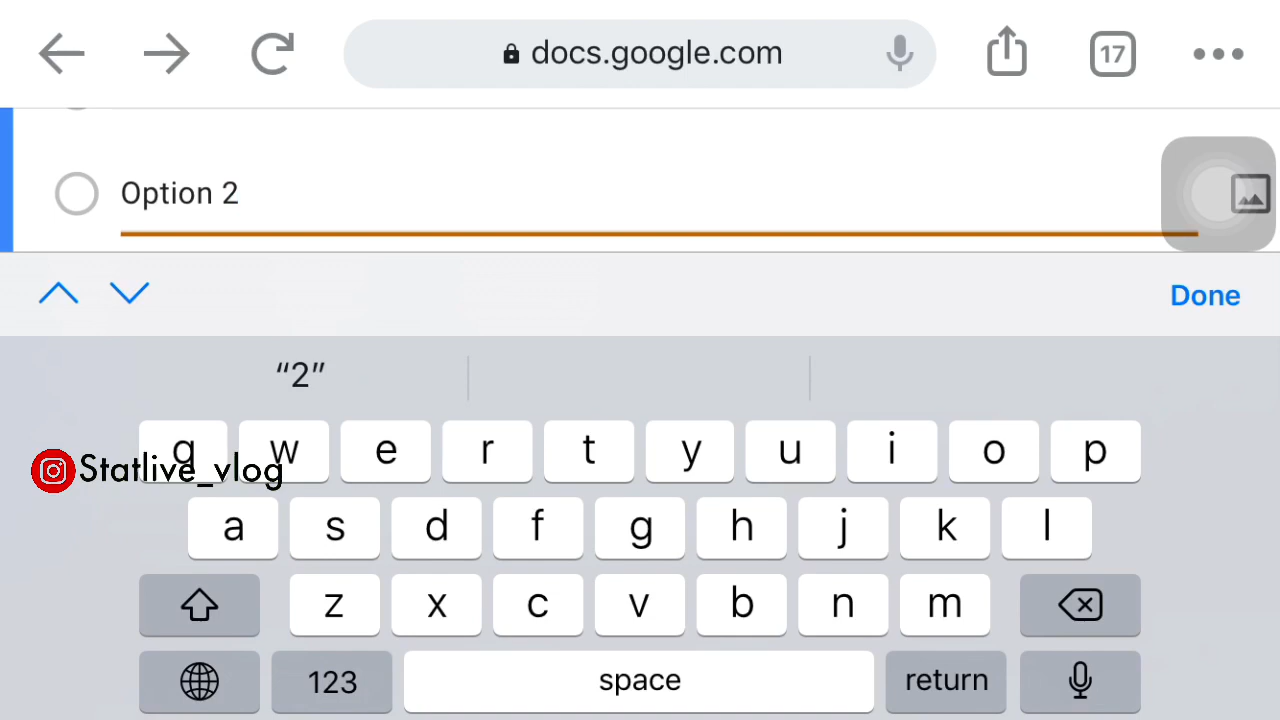 docs.google.com
17
Option 2
Done
“2”
q w e r t y u i o p
Statlive_vlog
a s d f g h j k l
z x c v b n m
123 space return